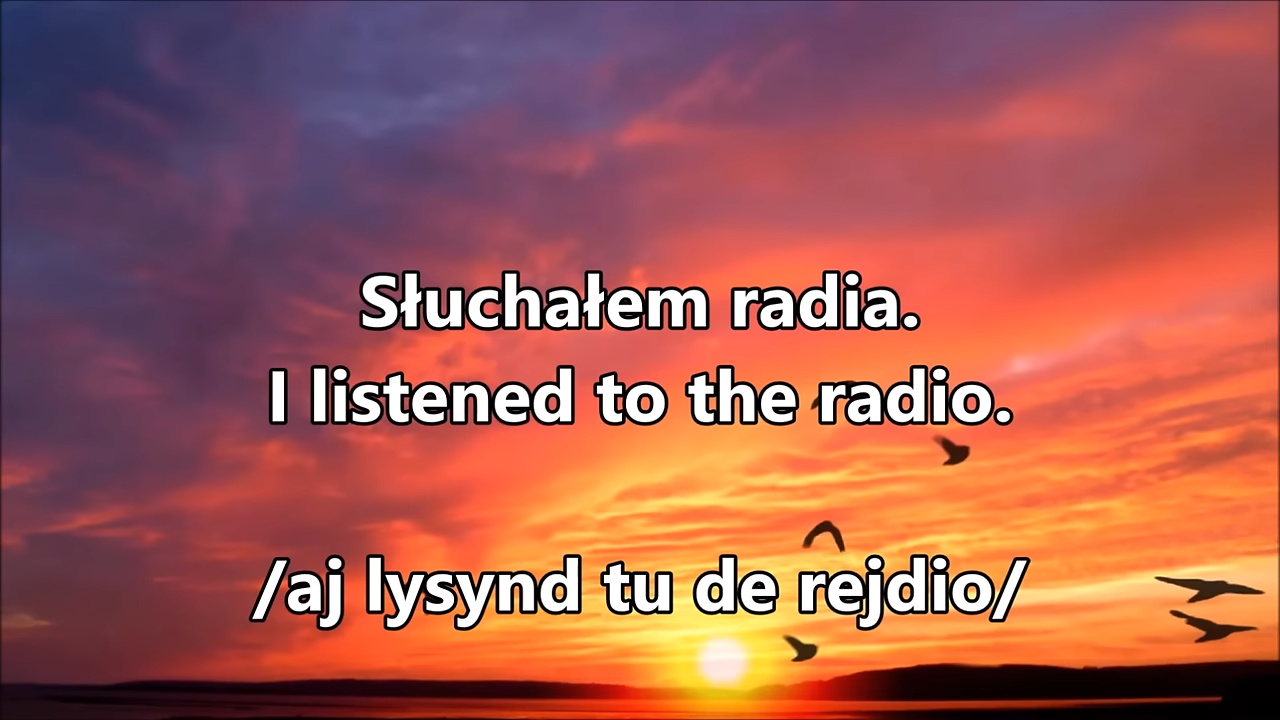 Słuchałem radia.
I listened to the radio.
/aj lysynd tu de rejdio/